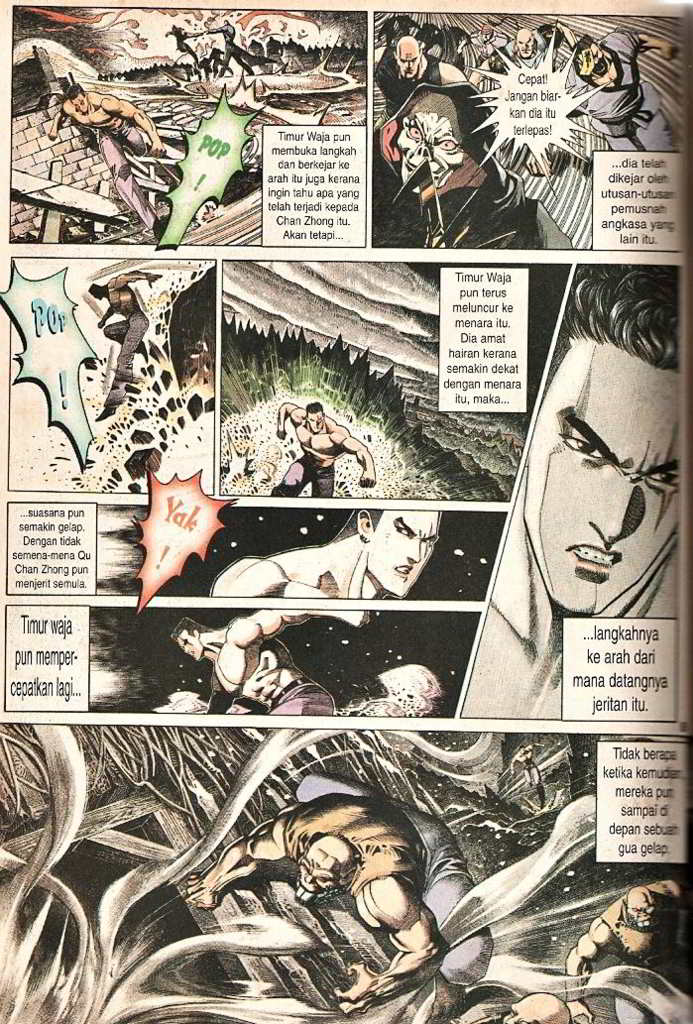 POP
!
Timur Waja pun
membuka langkah
dan berkejar ke
arah itu juga kerana
ingin tahu apa yang
telah terjadi kepada
Chan Zhong itu.
Akan tetapi...
Cepat!
Jangan biar-
kan dia itu
terlepas!
...dia telah
dikejar oleh
utusan-utusan
pemusnah
angkasa yang
lain itu.
POP
!
Timur Waja
pun terus
meluncur ke
menara itu.
Dia amat
hairan kerana
semakin dekat
dengan menara
itu, maka...
...suasana pun
semakin gelap.
Dengan tidak
semena-mena Qu
Chan Zhong pun
menjerit semula.
Yak
!
Timur waja
pun memper-
cepatkan lagi...
...langkahnya
ke arah dari
mana datangnya
jeritan itu.
Tidak berapa
ketika kemudian
mereka pun
sampai di
depan sebuah
gua gelap.